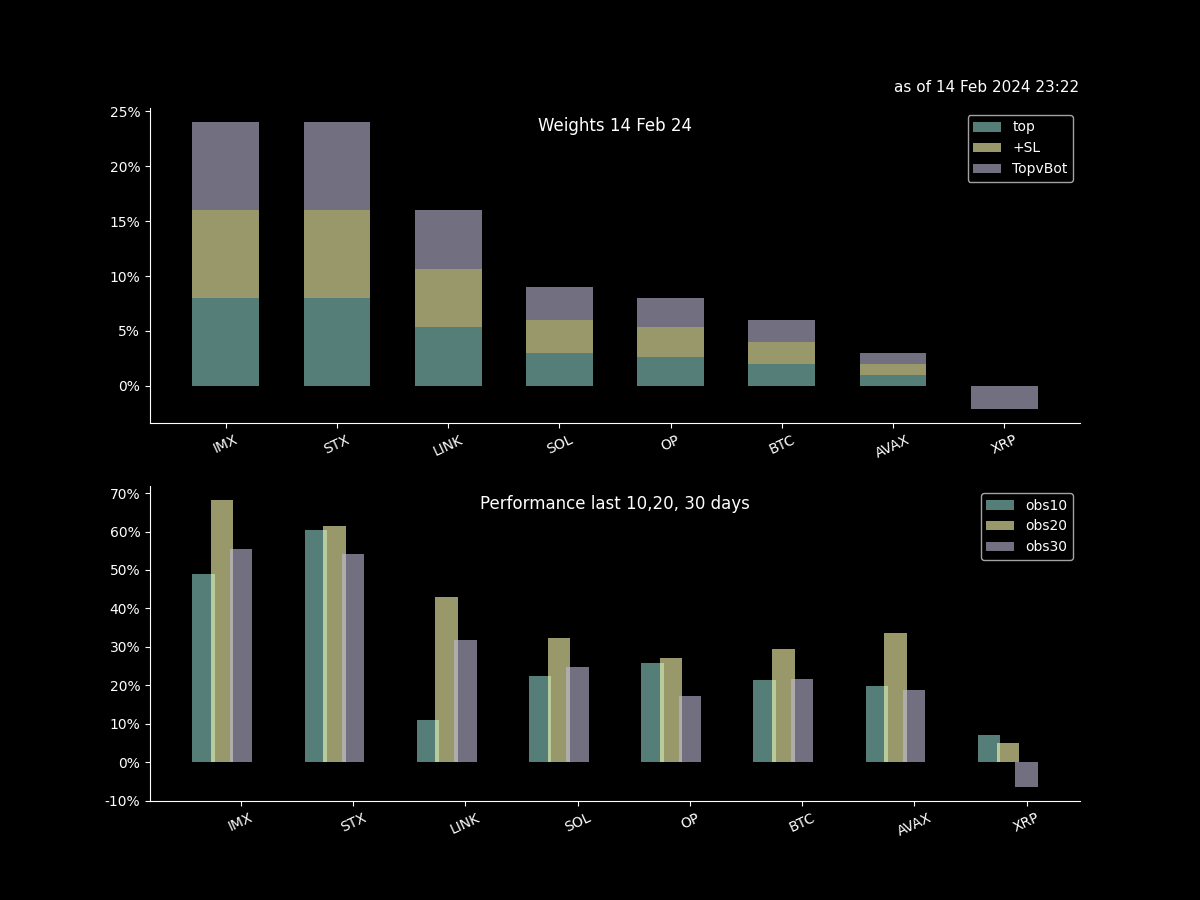 as of 14 Feb 2024 23:22
Weights 14 Feb 24
top
+SL
TopvBot
25%
20%
15%
10%
5%
0%
IMX STX LINK SOL OP BTC AVAX XRP
Performance last 10,20, 30 days
obs10
obs20
obs30
70%
60%
50%
40%
30%
20%
10%
0%
-10%
IMX STX LINK SOL OP BTC AVAX XRP